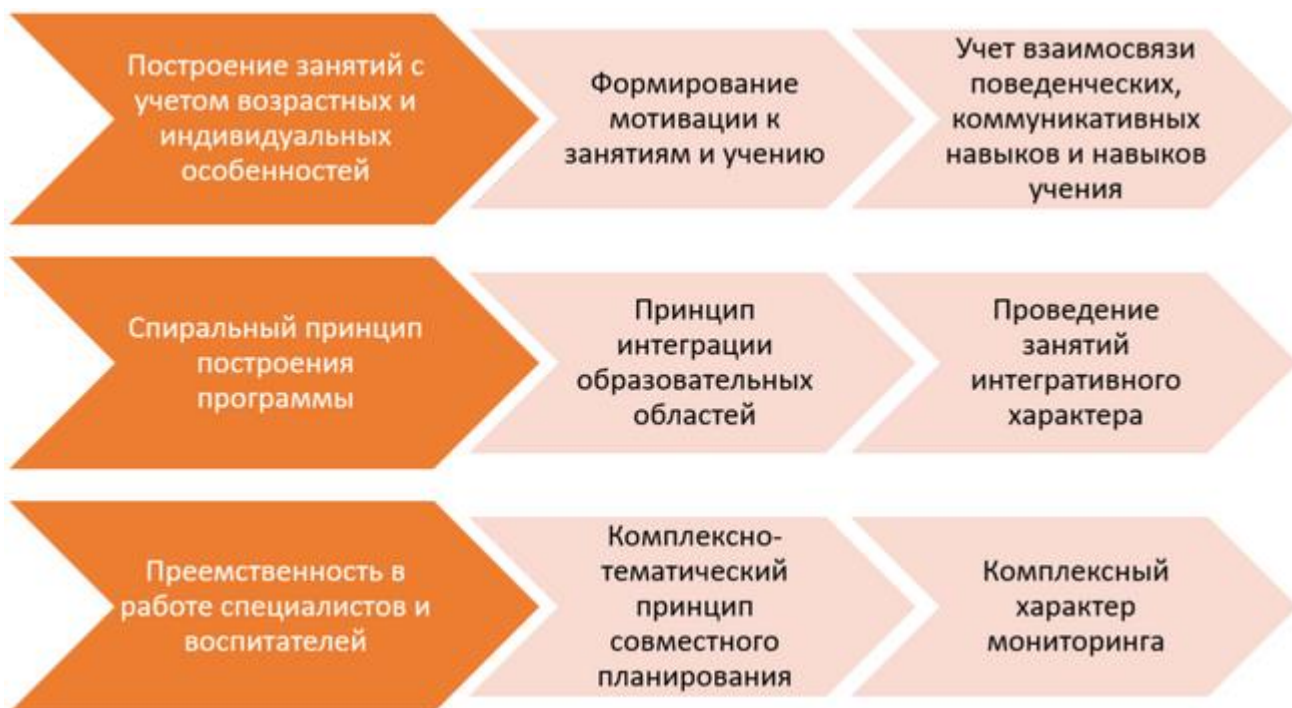 Построение занятий с
учетом возрастных и
индивидуальных
особенностей
Формирование
мотивации к
занятиям и учению
Учет взаимосвязи
поведенческих,
коммуникативных
навыков и навыков
учения
Спиральный принцип
построения
программы
Принцип
интеграции
образовательных
областей
Проведение
занятий
интегративного
характера
Преемственность в
работе специалистов и
воспитателей
Комплексно-
тематический
принцип
совместного
планирования
Комплексный
характер
мониторинга